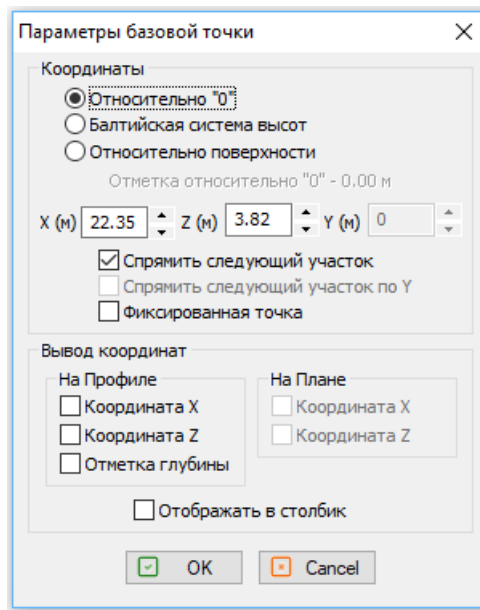 Параметры базовой точки
Координаты
Относительно "0"
Балтийская система высот
Относительно поверхности
Отметка относительно "0" - 0.00 м
X (м) 22.35 Z (м) 3.82 Y (м) 0
Спрямить следующий участок
Спрямить следующий участок по Y
Фиксированная точка
Вывод координат
На Профиле
Координата X
Координата Z
Отметка глубины
На Плане
Координата X
Координата Z
Отображать в столбик
OK Cancel